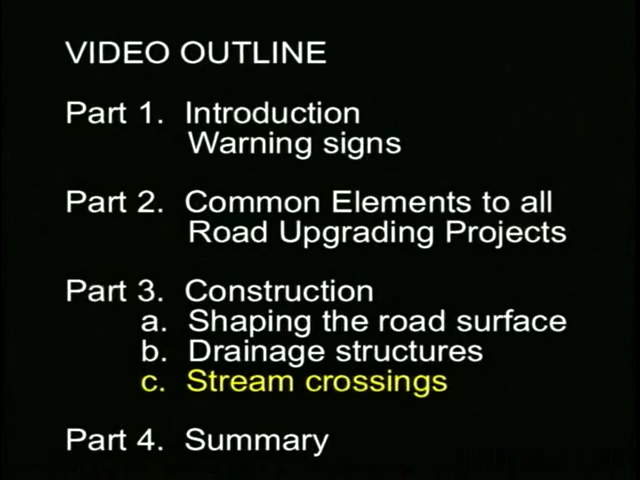 VIDEO OUTLINE
Part 1. Introduction
Warning signs
Part 2. Common Elements to all
Road Upgrading Projects
Part 3. Construction
a. Shaping the road surface
b. Drainage structures
c. Stream crossings
Part 4. Summary